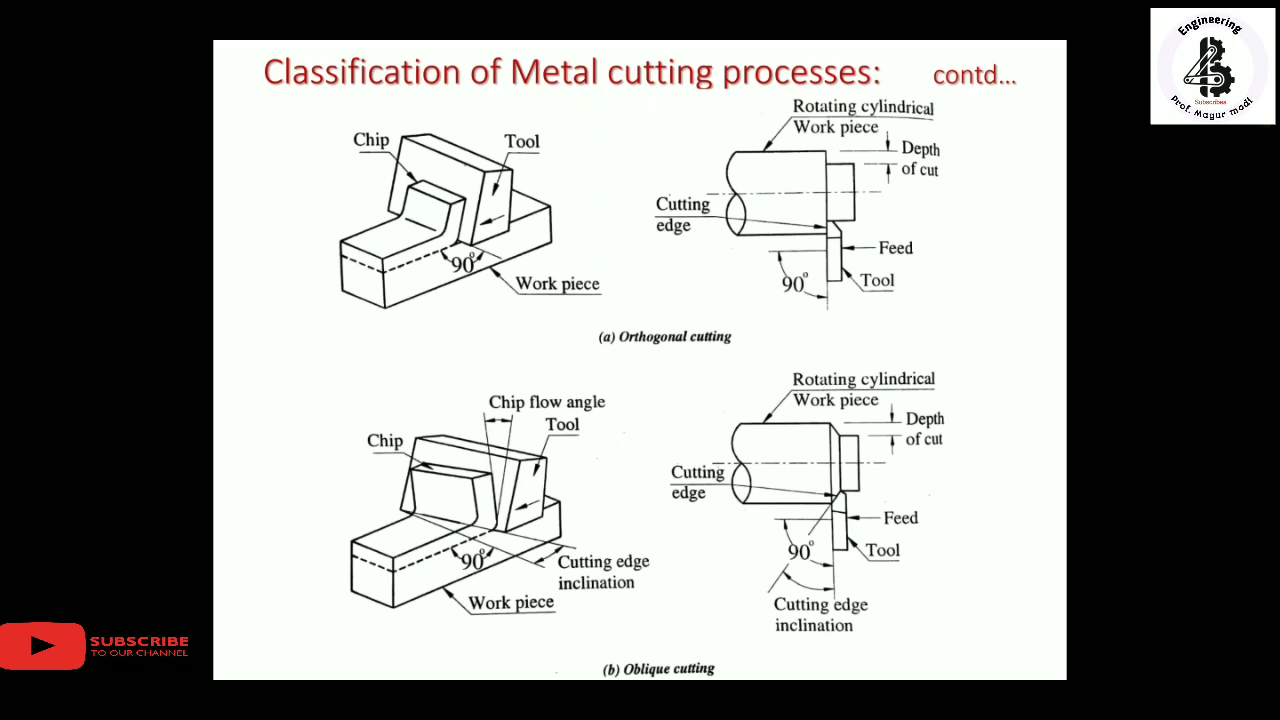 Classification of Metal cutting processes: contd...
Engineering
Subscribes
Prof. Mayur modi
Chip
Tool
90°
Work piece
Rotating cylindrical
Work piece
Depth
of cut
Cutting
edge
Feed
90°
Tool
(a) Orthogonal cutting
Chip flow angle
Tool
Chip
90°
Cutting edge
inclination
Work piece
Rotating cylindrical
Work piece
Depth
of cut
Cutting
edge
Feed
90°
Tool
Cutting edge
inclination
(b) Oblique cutting
SUBSCRIBE
TO OUR CHANNEL